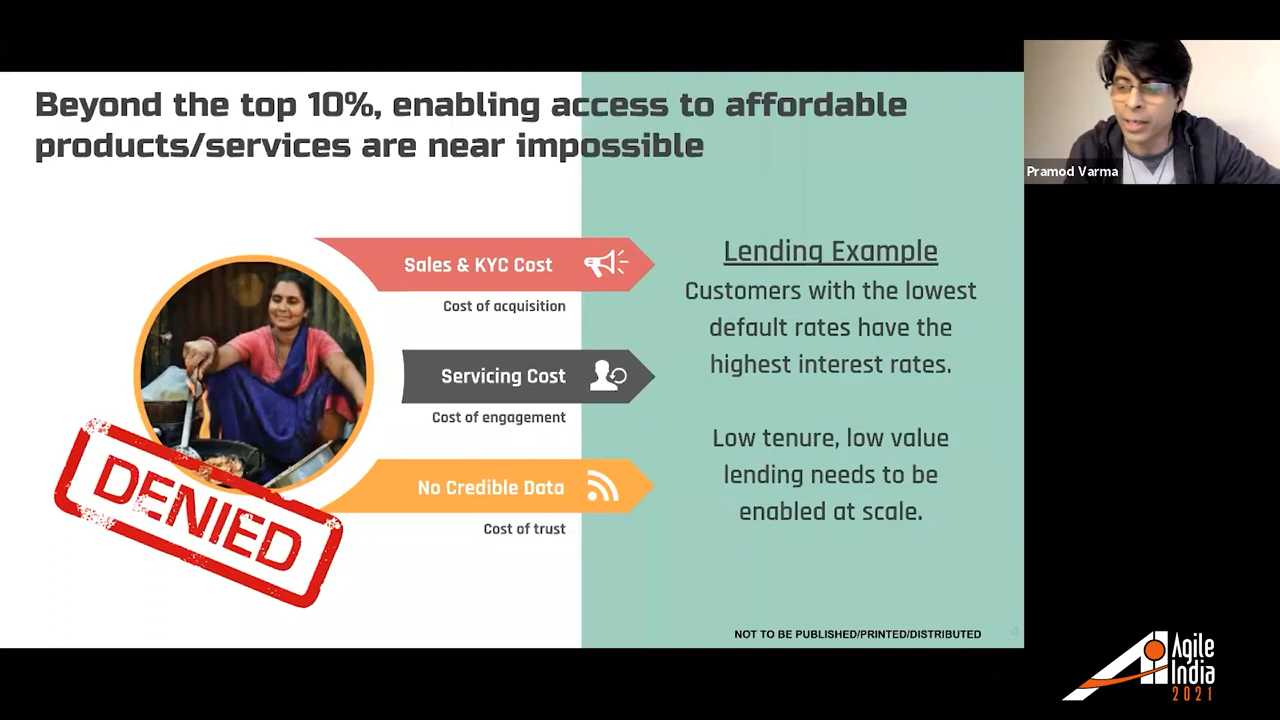 Beyond the top 10%, enabling access to affordable
products/services are near impossible
Pramod Varma
Sales & KYC Cost
Cost of acquisition
Servicing Cost
Cost of engagement
No Credible Data
Cost of trust
DENIED
Lending Example
Customers with the lowest
default rates have the
highest interest rates.
Low tenure, low value
lending needs to be
enabled at scale.
NOT TO BE PUBLISHED/PRINTED/DISTRIBUTED
4
Agile
India
2021